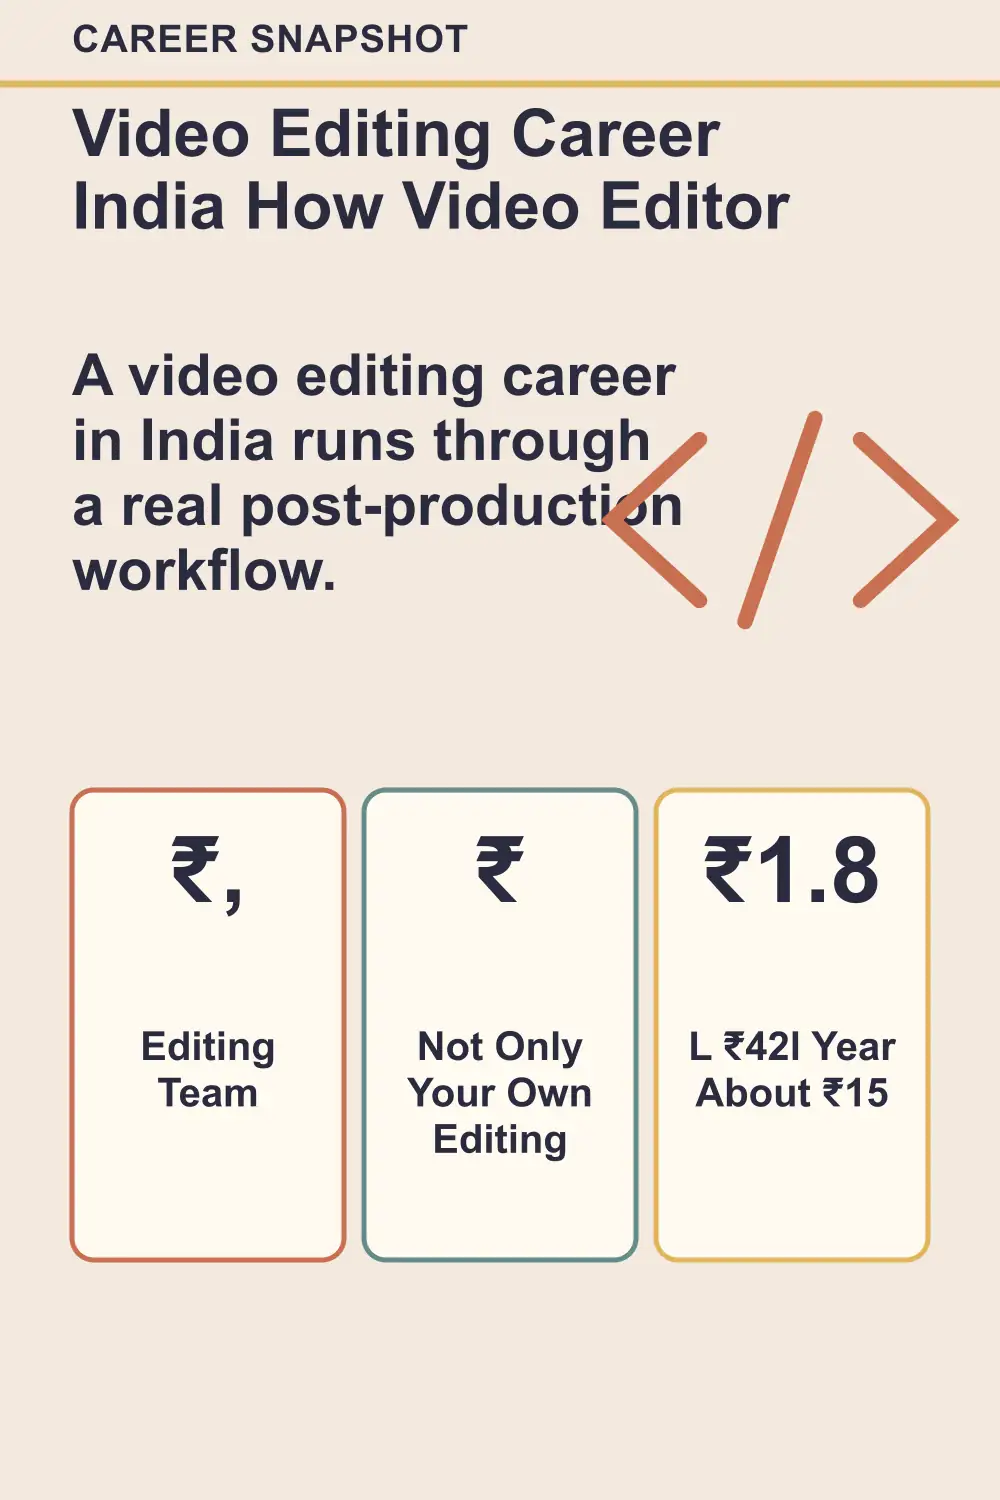 CAREER SNAPSHOT
Video Editing Career
India How Video Editor
A video editing career
in India runs through
a real post-production
workflow.
</>
₹,
Editing
Team
₹
Not Only
Your Own
Editing
₹1.8
L ₹42l Year
About ₹15